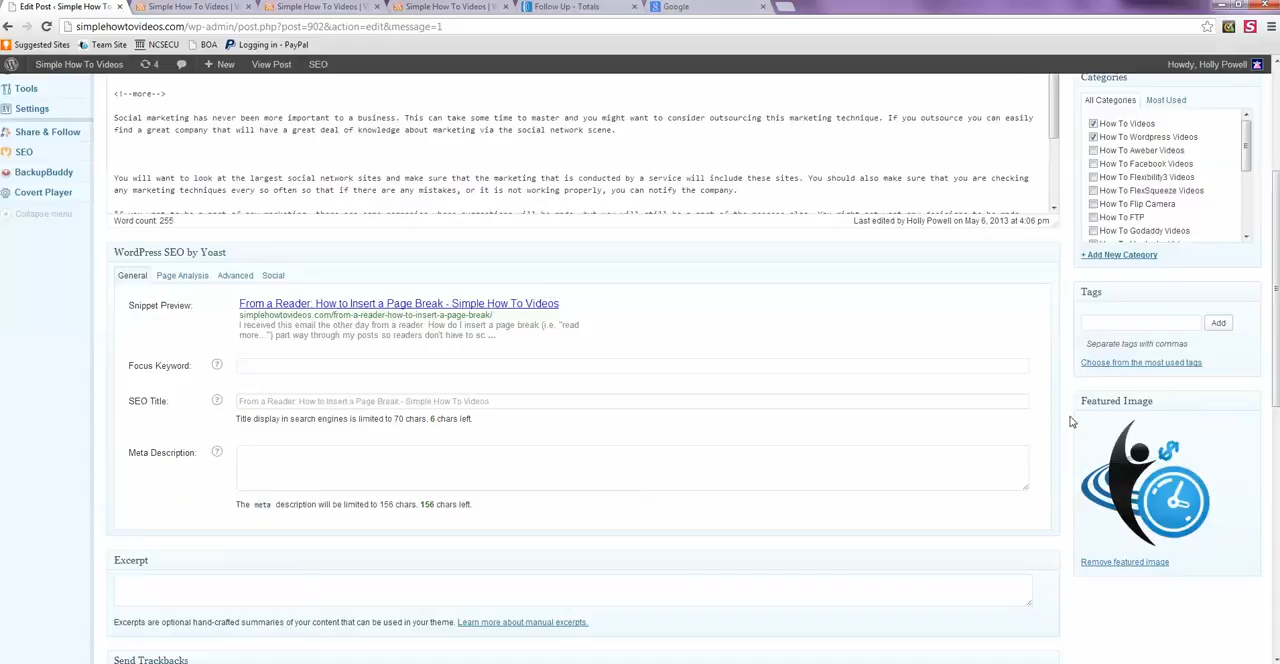 Edit Post ‹ Simple How To
Simple How To Videos | V
Simple How To Videos | V
Simple How To Videos | V
Follow Up - Totals
Google
simplehowtovideos.com/wp-admin/post.php?post=902&action=edit&message=1
Suggested Sites
Team Site
NCSECU
BOA
Logging in - PayPal
Simple How To Videos
4
+ New
View Post
SEO
Howdy, Holly Powell
Tools
Settings
Share & Follow
SEO
BackupBuddy
Covert Player
Collapse menu
<!--more-->
Social marketing has never been more important to a business. This can take some time to master and you might want to consider outsourcing this marketing technique. If you outsource you can easily
find a great company that will have a great deal of knowledge about marketing via the social network scene.
You will want to look at the largest social network sites and make sure that the marketing that is conducted by a service will include these sites. You should also make sure that you are checking
any marketing techniques every so often so that if there are any mistakes, or it is not working properly, you can notify the company.
Word count: 255
Last edited by Holly Powell on May 6, 2013 at 4:06 pm
WordPress SEO by Yoast
General
Page Analysis
Advanced
Social
Snippet Preview:
From a Reader: How to Insert a Page Break - Simple How To Videos
simplehowtovideos.com/from-a-reader-how-to-insert-a-page-break/
I received this email the other day from a reader  How do I insert a page break (i.e. "read
more...") part way through my posts so readers don't have to sc ...
Focus Keyword:
?
SEO Title:
?
From a Reader: How to Insert a Page Break - Simple How To Videos
Title display in search engines is limited to 70 chars. 6 chars left.
Meta Description:
?
The meta description will be limited to 156 chars. 156 chars left.
Excerpt
Excerpts are optional hand-crafted summaries of your content that can be used in your theme. Learn more about manual excerpts.
Send Trackbacks
Categories
All Categories
Most Used
How To Videos
How To Wordpress Videos
How To Aweber Videos
How To Facebook Videos
How To Flexibility3 Videos
How To FlexSqueeze Videos
How To Flip Camera
How To FTP
How To Godaddy Videos
+ Add New Category
Tags
Add
Separate tags with commas
Choose from the most used tags
Featured Image
$
Remove featured image